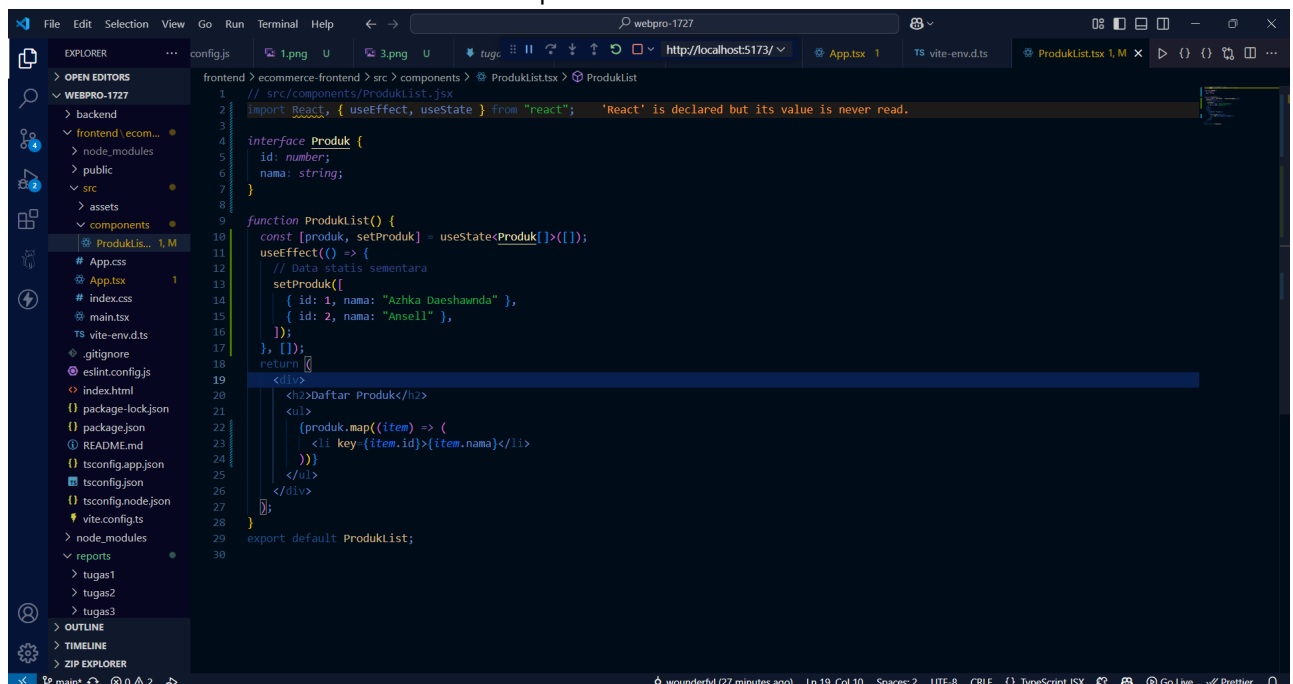 File Edit Selection View Go Run Terminal Help webpro-1727
EXPLORER
config.js 1.png U 3.png U tuga http://localhost:5173/ App.tsx 1 TS vite-env.d.ts ProdukList.tsx 1, M
frontend > ecommerce-frontend > src > components > ProdukList.tsx > ProdukList
OPEN EDITORS
WEBPRO-1727
backend
frontend \ ecom...
node_modules
public
src
assets
components
ProdukLis... 1, M
# App.css
App.tsx 1
# index.css
main.tsx
TS vite-env.d.ts
.gitignore
eslint.config.js
<> index.html
{} package-lock.json
{} package.json
README.md
{} tsconfig.app.json
tsconfig.json
{} tsconfig.node.json
vite.config.ts
node_modules
reports
tugas1
tugas2
tugas3
OUTLINE
TIMELINE
ZIP EXPLORER
4
2
1 // src/components/ProdukList.jsx
2 import React, { useEffect, useState } from "react"; 'React' is declared but its value is never read.
3
4 interface Produk {
5 id: number;
6 nama: string;
7 }
8
9 function ProdukList() {
10 const [produk, setProduk] = useState<Produk[]>([]);
11 useEffect(() => {
12 // Data statis sementara
13 setProduk([
14 { id: 1, nama: "Azhka Daeshawnda" },
15 { id: 2, nama: "Ansell" },
16 ]);
17 }, []);
18 return (
19 <div>
20 <h2>Daftar Produk</h2>
21 <ul>
22 {produk.map((item) => (
23 <li key={item.id}>{item.nama}</li>
24 ))}
25 </ul>
26 </div>
27 );
28 }
29 export default ProdukList;
30
main* 0 2 wounderful (27 minutes ago) Ln 19, Col 10 Spaces: 2 UTF-8 CRLF {} TypeScript JSX Go Live Prettier